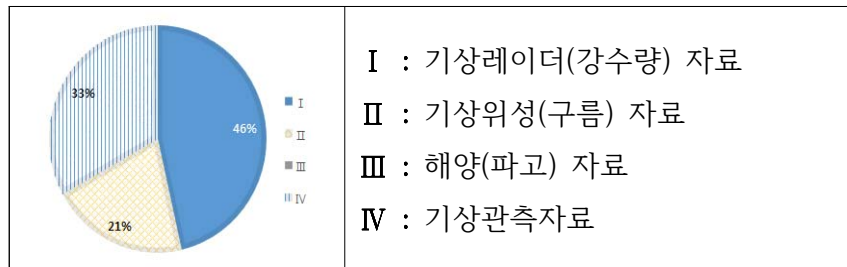 33%
46%
21%
Ⅰ
Ⅱ
Ⅲ
Ⅳ
Ⅰ : 기상레이더(강수량) 자료
Ⅱ : 기상위성(구름) 자료
Ⅲ : 해양(파고) 자료
Ⅳ : 기상관측자료